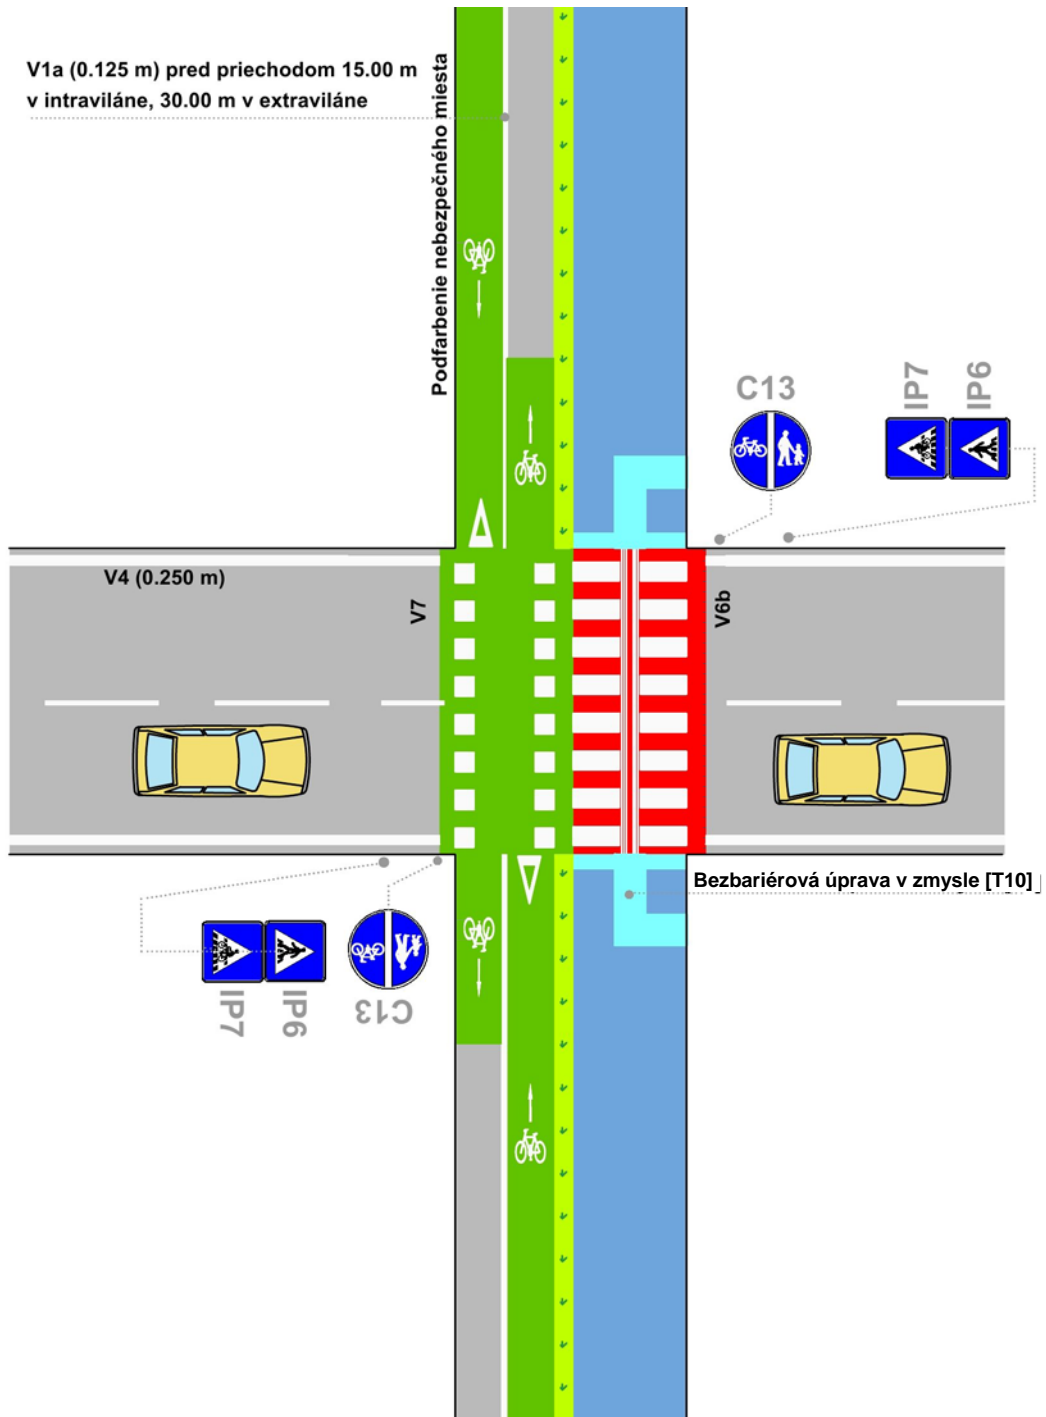 V1a (0.125 m) pred priechodom 15.00 m
v intraviláne, 30.00 m v extraviláne
Podfarbenie nebezpečného miesta
C13
IP7
IP6
V4 (0.250 m)
V7
V6b
Bezbariérová úprava v zmysle [T10]
IP7
IP6
C13